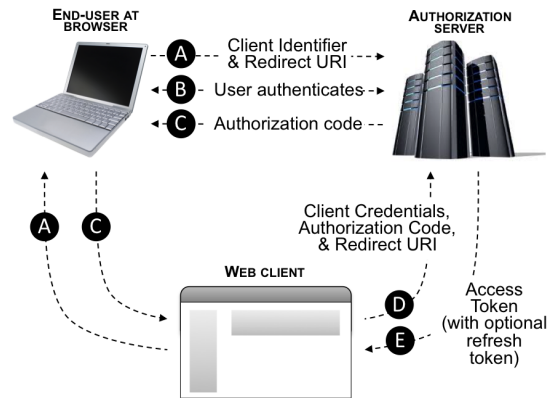 END-USER AT
BROWSER
AUTHORIZATION
SERVER
A
Client Identifier
& Redirect URI
B
User authenticates
C
Authorization code
A
C
Client Credentials,
Authorization Code,
& Redirect URI
WEB CLIENT
D
E
Access
Token
(with optional
refresh
token)